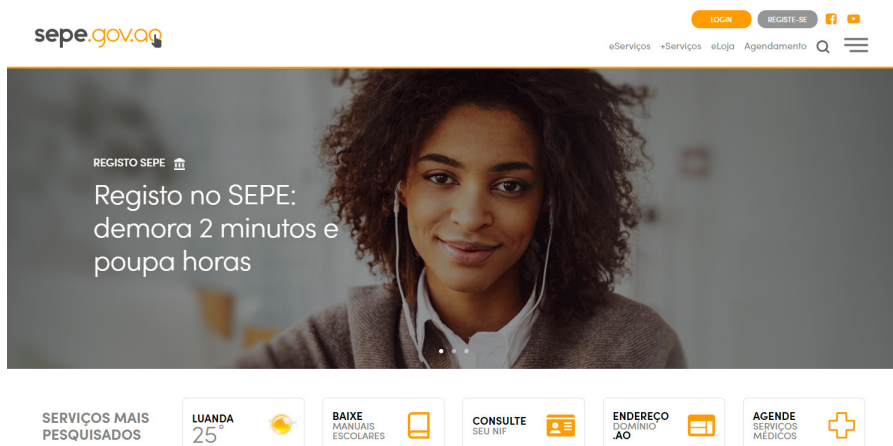 LOGIN
REGISTE-SE
sepe.gov.ao
eServiços +Serviços eLoja Agendamento
REGISTO SEPE
Registo no SEPE:
demora 2 minutos e
poupa horas
SERVIÇOS MAIS
PESQUISADOS
LUANDA
25°
BAIXE
MANUAIS
ESCOLARES
CONSULTE
SEU NIF
ENDEREÇO
DOMÍNIO
.AO
AGENDE
SERVIÇOS
MÉDICOS